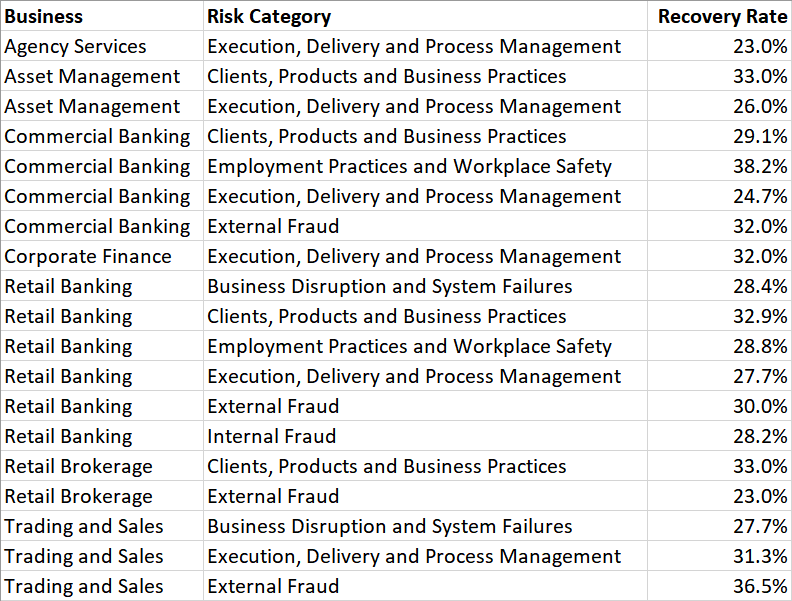 Business Risk Category Recovery Rate
Agency Services Execution, Delivery and Process Management 23.0%
Asset Management Clients, Products and Business Practices 33.0%
Asset Management Execution, Delivery and Process Management 26.0%
Commercial Banking Clients, Products and Business Practices 29.1%
Commercial Banking Employment Practices and Workplace Safety 38.2%
Commercial Banking Execution, Delivery and Process Management 24.7%
Commercial Banking External Fraud 32.0%
Corporate Finance Execution, Delivery and Process Management 32.0%
Retail Banking Business Disruption and System Failures 28.4%
Retail Banking Clients, Products and Business Practices 32.9%
Retail Banking Employment Practices and Workplace Safety 28.8%
Retail Banking Execution, Delivery and Process Management 27.7%
Retail Banking External Fraud 30.0%
Retail Banking Internal Fraud 28.2%
Retail Brokerage Clients, Products and Business Practices 33.0%
Retail Brokerage External Fraud 23.0%
Trading and Sales Business Disruption and System Failures 27.7%
Trading and Sales Execution, Delivery and Process Management 31.3%
Trading and Sales External Fraud 36.5%